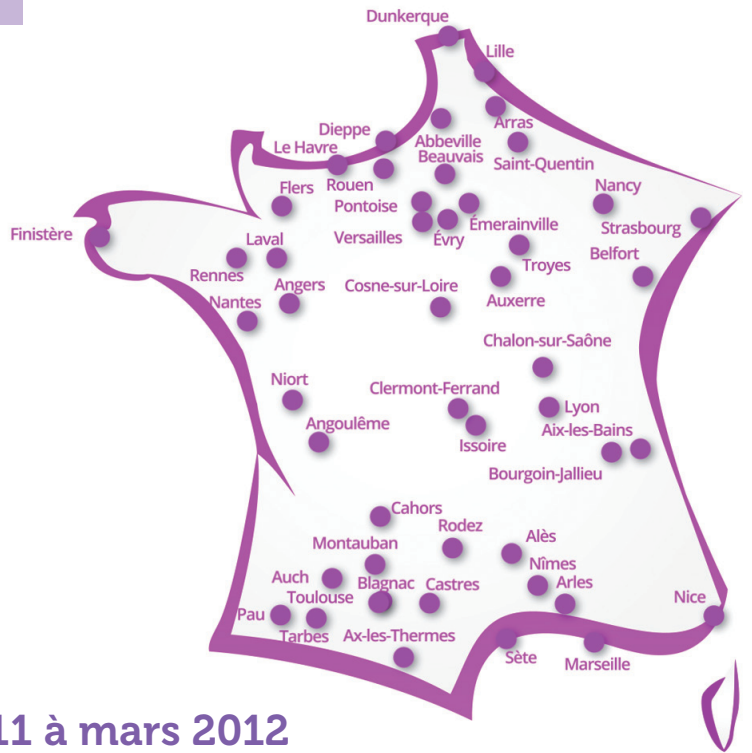 Dunkerque
Lille
Arras
Dieppe
Abbeville
Le Havre
Beauvais
Saint-Quentin
Rouen
Flers
Nancy
Pontoise
Émerainville
Strasbourg
Finistère
Laval
Versailles
Évry
Belfort
Troyes
Rennes
Angers
Cosne-sur-Loire
Auxerre
Nantes
Chalon-sur-Saône
Niort
Clermont-Ferrand
Lyon
Angoulême
Aix-les-Bains
Issoire
Bourgoin-Jallieu
Cahors
Rodez
Alès
Montauban
Nîmes
Auch
Blagnac
Castres
Arles
Toulouse
Nice
Pau
Tarbes
Ax-les-Thermes
Sète
Marseille
11 à mars 2012